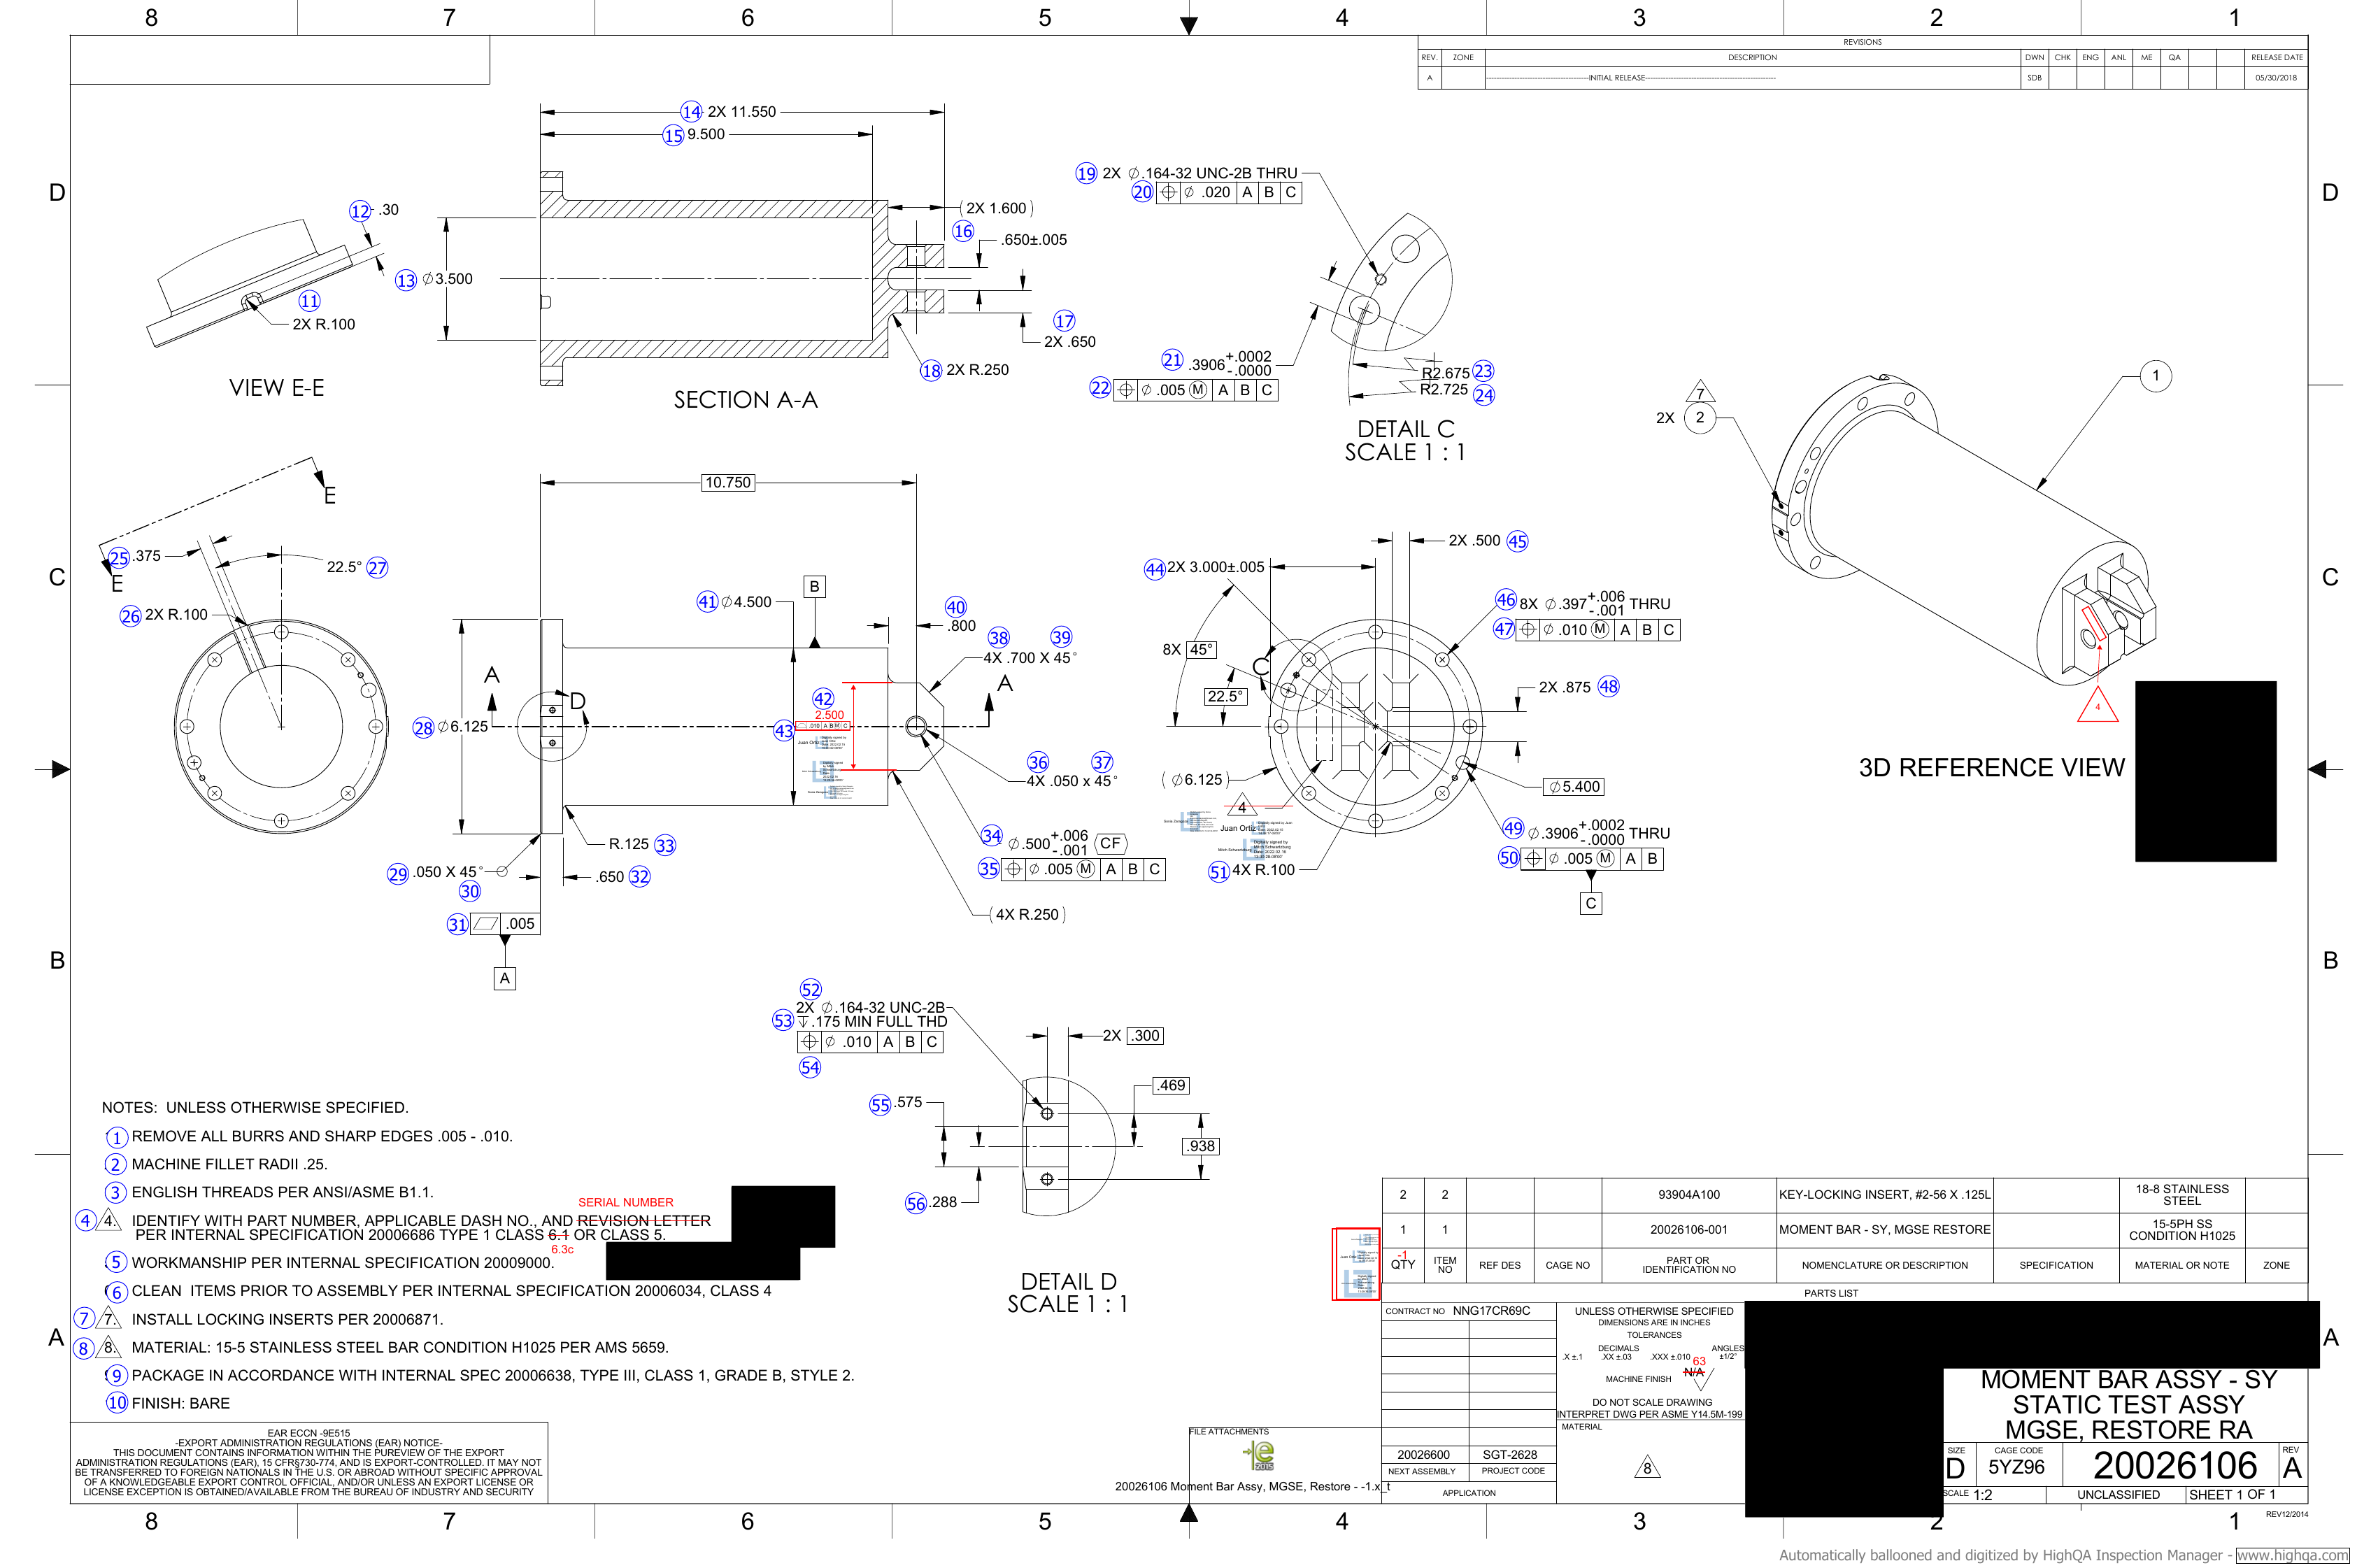 8 7 6 5 4 3 2 1
D
C
B
A
REVISIONS
REV. ZONE DESCRIPTION DWN CHK ENG ANL ME QA RELEASE DATE
A INITIAL RELEASE SDB 05/30/2018
14 2X 11.550
15 9.500
12 .30
13 ⌀3.500
11
2X R.100
VIEW E-E
(2X 1.600)
16
.650±.005
17
2X .650
18 2X R.250
SECTION A-A
19 2X ⌀.164-32 UNC-2B THRU
20 ⌖ ⌀ .020 A B C
21 .3906 +.0002 -.0000
22 ⌖ ⌀ .005 Ⓜ A B C
R2.675 23
R2.725 24
DETAIL C
SCALE 1 : 1
1
7
2X 2
4
3D REFERENCE VIEW
E
E
25 .375
22.5° 27
26 2X R.100
10.750
B
41 ⌀4.500
40
.800
38 39
4X .700 X 45°
A
A
D
28 ⌀6.125
42
2.500
43 .010 A B M C
Juan Ortiz
36 37
4X .050 x 45°
R.125 33
34 ⌀.500 +.006 -.001 CF
35 ⌖ ⌀ .005 Ⓜ A B C
29 .050 X 45°
30
.650 32
31 ⏥ .005
A
(4X R.250)
2X .500 45
44 2X 3.000±.005
46 8X ⌀.397 +.006 -.001 THRU
47 ⌖ ⌀ .010 Ⓜ A B C
8X 45°
C
22.5°
2X .875 48
(⌀6.125)
4
⌀5.400
Juan Ortiz
49 ⌀.3906 +.0002 -.0000 THRU
50 ⌖ ⌀ .005 Ⓜ A B
C
51 4X R.100
52
2X ⌀.164-32 UNC-2B
53 ↧.175 MIN FULL THD
⌖ ⌀ .010 A B C
54
2X .300
.469
55 .575
.938
56 .288
DETAIL D
SCALE 1 : 1
NOTES: UNLESS OTHERWISE SPECIFIED.
1 REMOVE ALL BURRS AND SHARP EDGES .005 - .010.
2 MACHINE FILLET RADII .25.
3 ENGLISH THREADS PER ANSI/ASME B1.1.
SERIAL NUMBER
4 4. IDENTIFY WITH PART NUMBER, APPLICABLE DASH NO., AND REVISION LETTER
PER INTERNAL SPECIFICATION 20006686 TYPE 1 CLASS 6.1 OR CLASS 5.
6.3c
5 WORKMANSHIP PER INTERNAL SPECIFICATION 20009000.
6 CLEAN ITEMS PRIOR TO ASSEMBLY PER INTERNAL SPECIFICATION 20006034, CLASS 4
7 7. INSTALL LOCKING INSERTS PER 20006871.
8 8. MATERIAL: 15-5 STAINLESS STEEL BAR CONDITION H1025 PER AMS 5659.
9 PACKAGE IN ACCORDANCE WITH INTERNAL SPEC 20006638, TYPE III, CLASS 1, GRADE B, STYLE 2.
10 FINISH: BARE
EAR ECCN -9E515
-EXPORT ADMINISTRATION REGULATIONS (EAR) NOTICE-
THIS DOCUMENT CONTAINS INFORMATION WITHIN THE PUREVIEW OF THE EXPORT
ADMINISTRATION REGULATIONS (EAR), 15 CFR§730-774, AND IS EXPORT-CONTROLLED. IT MAY NOT
BE TRANSFERRED TO FOREIGN NATIONALS IN THE U.S. OR ABROAD WITHOUT SPECIFIC APPROVAL
OF A KNOWLEDGEABLE EXPORT CONTROL OFFICIAL, AND/OR UNLESS AN EXPORT LICENSE OR
LICENSE EXCEPTION IS OBTAINED/AVAILABLE FROM THE BUREAU OF INDUSTRY AND SECURITY
FILE ATTACHMENTS
2015
20026106 Moment Bar Assy, MGSE, Restore - -1.x_t
2 2 93904A100 KEY-LOCKING INSERT, #2-56 X .125L 18-8 STAINLESS STEEL
1 1 20026106-001 MOMENT BAR - SY, MGSE RESTORE 15-5PH SS CONDITION H1025
-1 QTY ITEM NO REF DES CAGE NO PART OR IDENTIFICATION NO NOMENCLATURE OR DESCRIPTION SPECIFICATION MATERIAL OR NOTE ZONE
PARTS LIST
CONTRACT NO NNG17CR69C
UNLESS OTHERWISE SPECIFIED
DIMENSIONS ARE IN INCHES
TOLERANCES
DECIMALS ANGLES
.X ±.1 .XX ±.03 .XXX ±.010 ±1/2°
63
MACHINE FINISH N/A
DO NOT SCALE DRAWING
INTERPRET DWG PER ASME Y14.5M-199
MATERIAL
8
20026600 SGT-2628
NEXT ASSEMBLY PROJECT CODE
APPLICATION
MOMENT BAR ASSY - SY
STATIC TEST ASSY
MGSE, RESTORE RA
SIZE CAGE CODE REV
D 5YZ96 20026106 A
SCALE 1:2 UNCLASSIFIED SHEET 1 OF 1
REV12/2014
8 7 6 5 4 3 2 1
D
C
B
A
Automatically ballooned and digitized by HighQA Inspection Manager - www.highqa.com